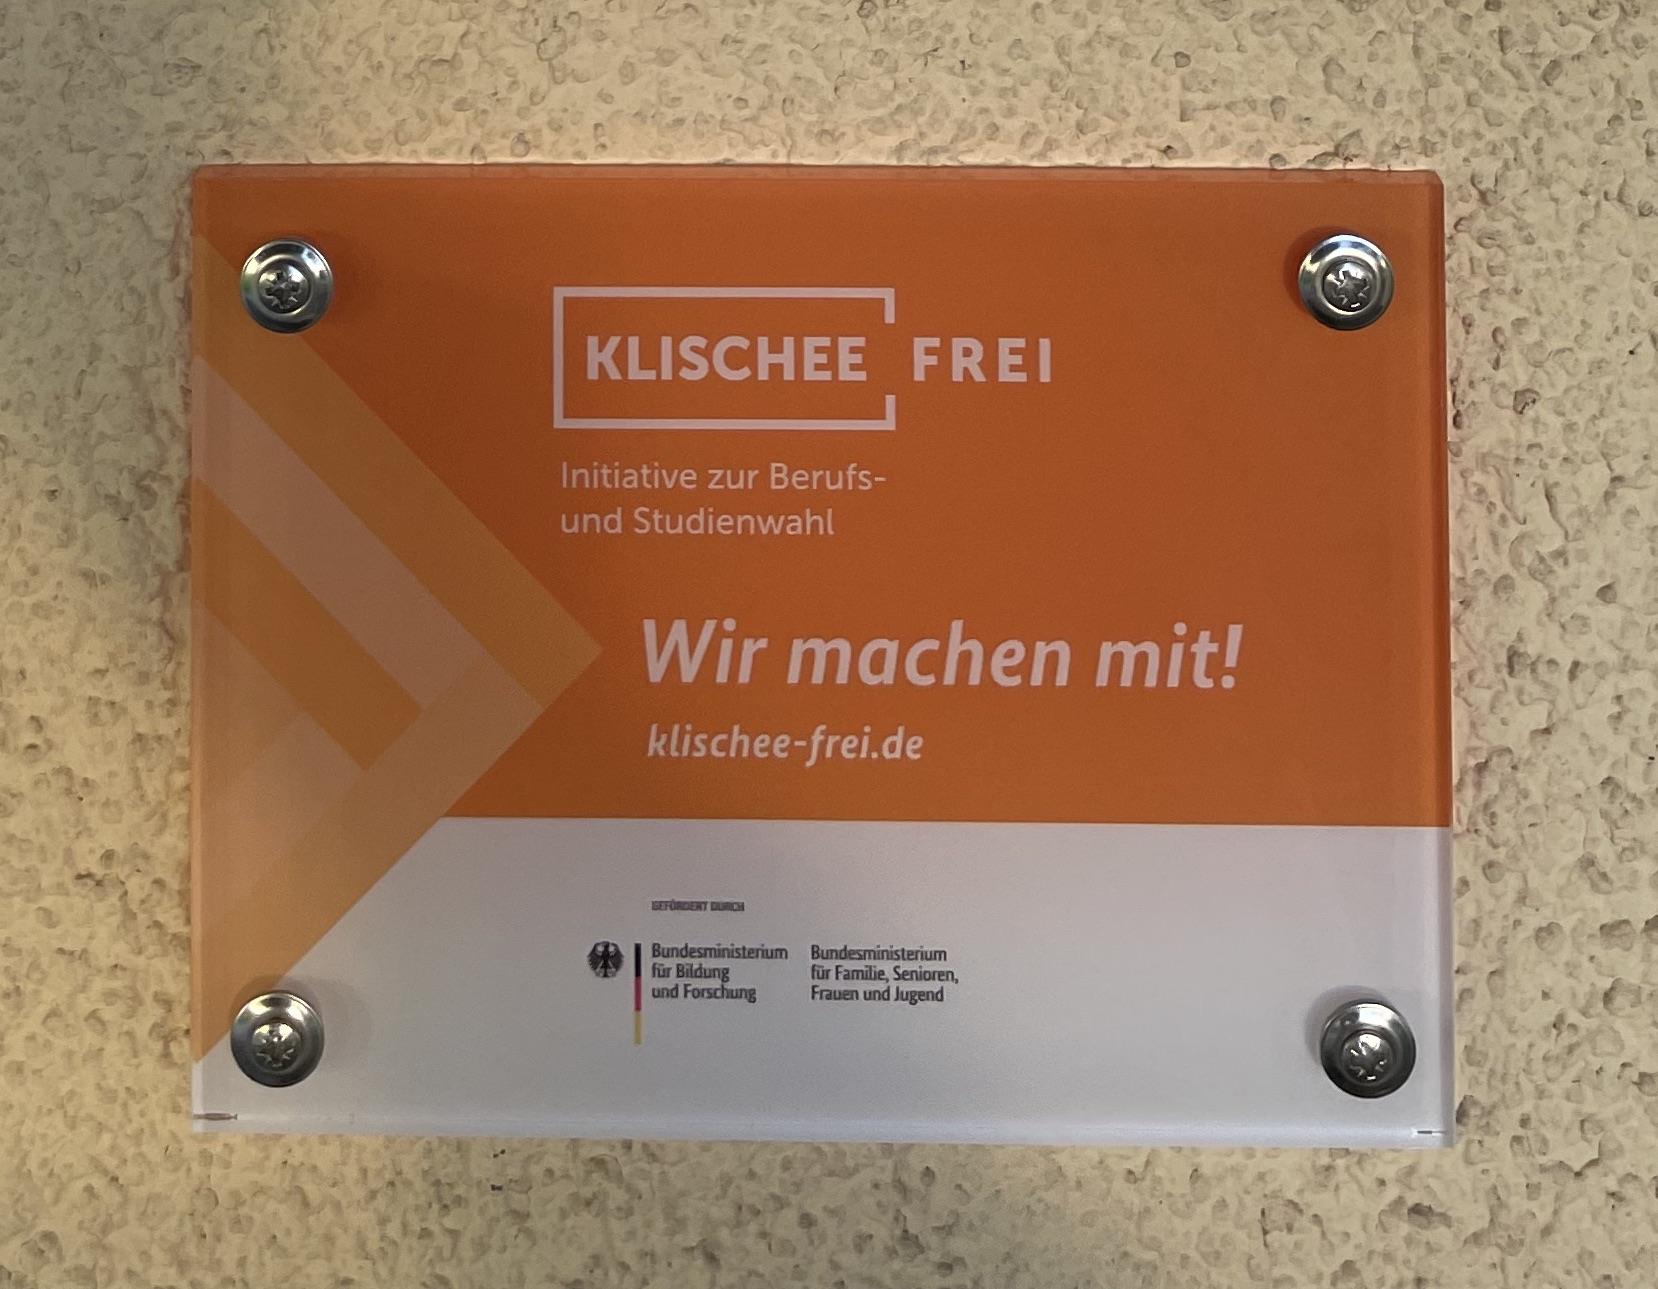 KLISCHEE FREI
Initiative zur Berufs-
und Studienwahl
Wir machen mit!
klischee-frei.de
GEFÖRDERT DURCH
Bundesministerium
für Bildung
und Forschung
Bundesministerium
für Familie, Senioren,
Frauen und Jugend